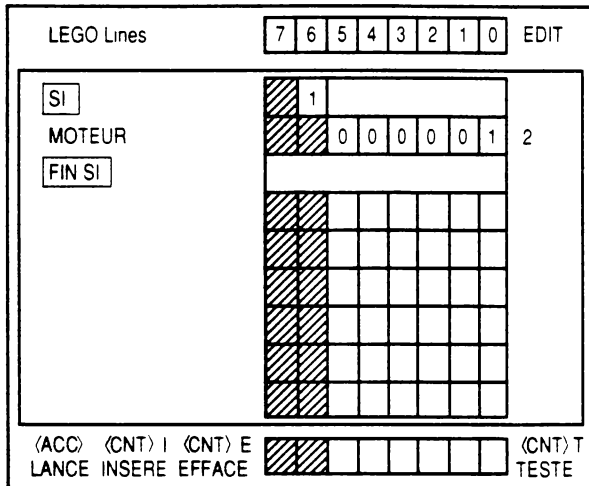 LEGO Lines 7 6 5 4 3 2 1 0 EDIT
SI 1
MOTEUR 0 0 0 0 0 1 2
FIN SI
⟨ACC⟩ ⟨CNT⟩ I ⟨CNT⟩ E ⟨CNT⟩ T
LANCE INSERE EFFACE TESTE